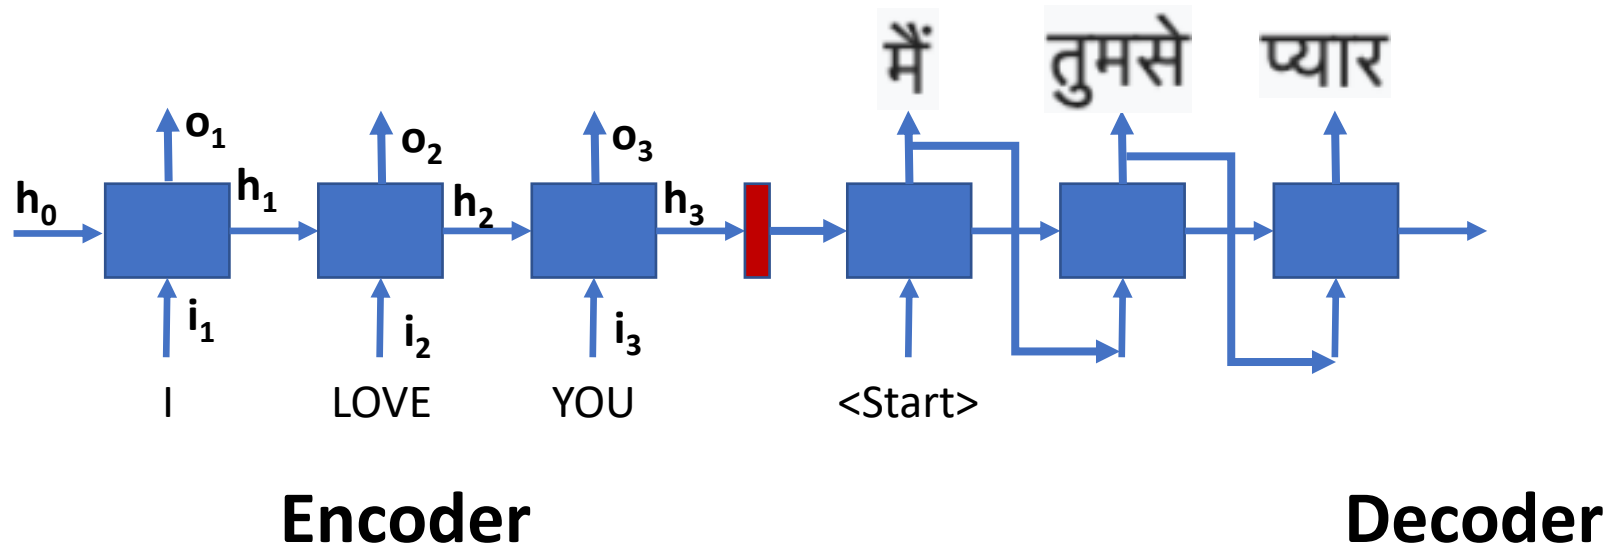 मैं तुमसे प्यार
o1 o2 o3
h0 h1 h2 h3
i1 i2 i3
I LOVE YOU <Start>
Encoder Decoder